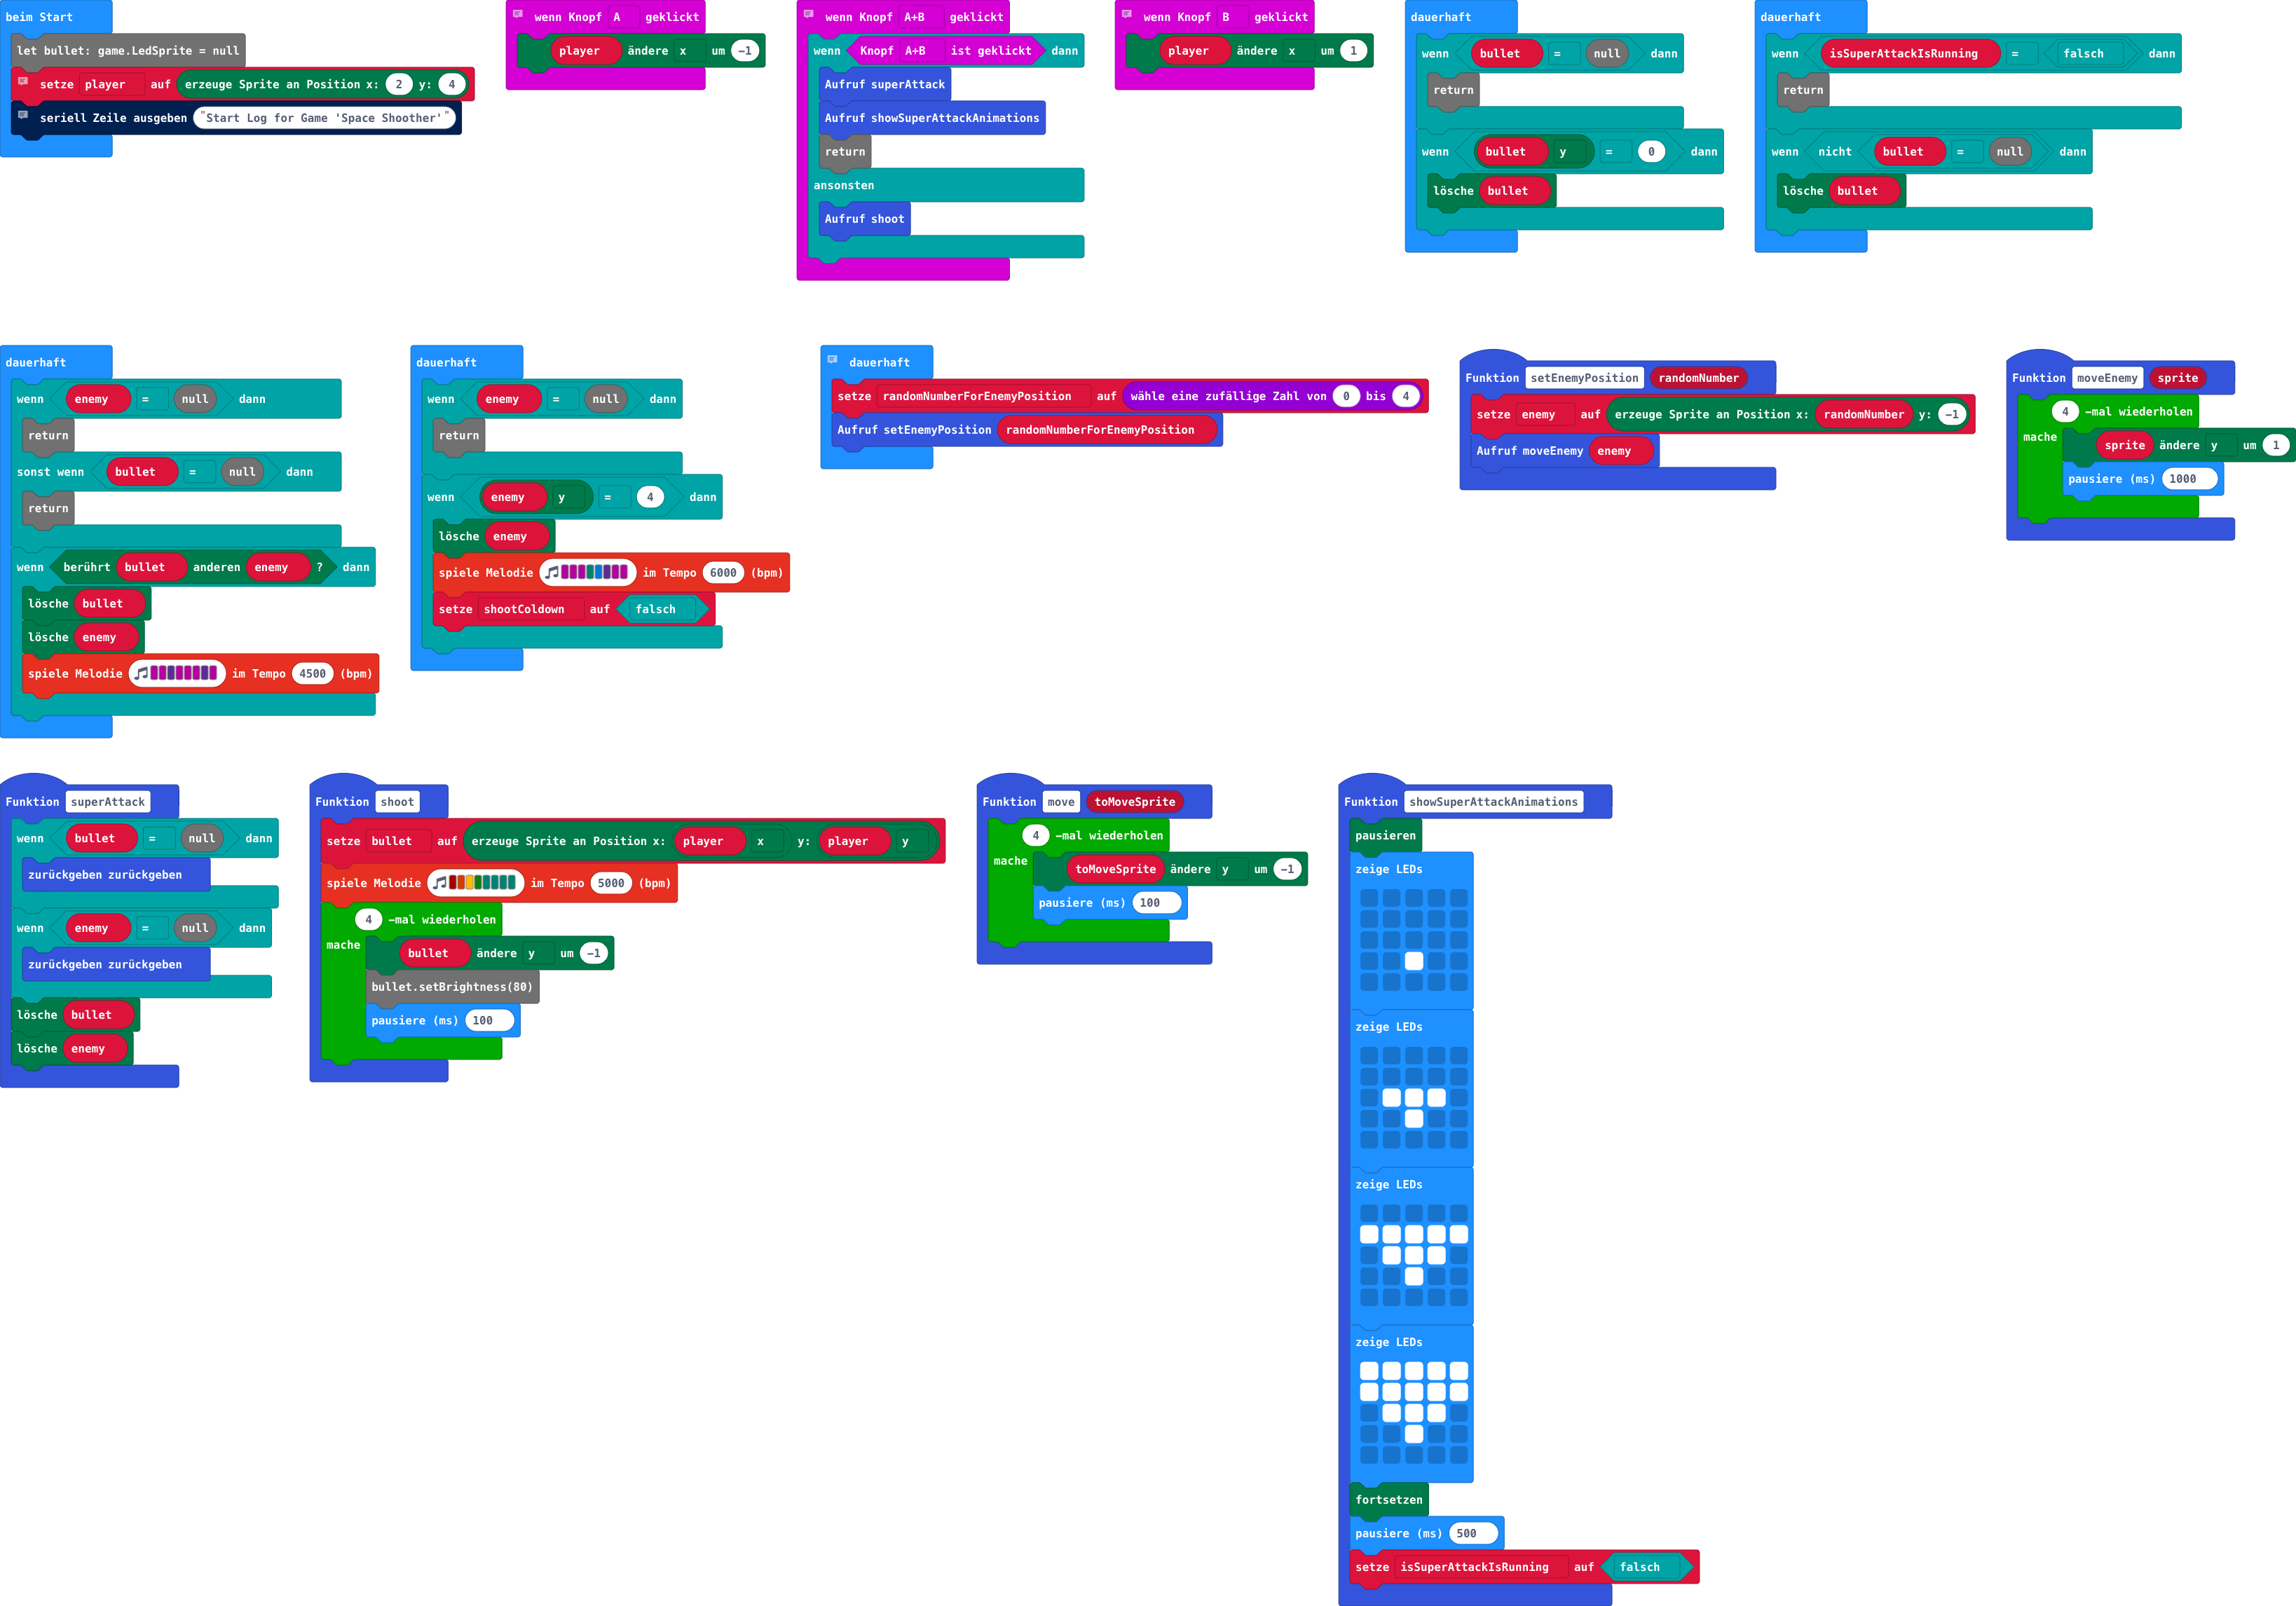 beim Start
let bullet: game.LedSprite = null
setze player auf erzeuge Sprite an Position x: 2 y: 4
seriell Zeile ausgeben "Start Log for Game 'Space Shoother'"
wenn Knopf A geklickt
player ändere x um -1
wenn Knopf A+B geklickt
wenn Knopf A+B ist geklickt dann
Aufruf superAttack
Aufruf showSuperAttackAnimations
return
ansonsten
Aufruf shoot
wenn Knopf B geklickt
player ändere x um 1
dauerhaft
wenn bullet = null dann
return
wenn bullet y = 0 dann
lösche bullet
dauerhaft
wenn isSuperAttackIsRunning = falsch dann
return
wenn nicht bullet = null dann
lösche bullet
dauerhaft
wenn enemy = null dann
return
sonst wenn bullet = null dann
return
wenn berührt bullet anderen enemy ? dann
lösche bullet
lösche enemy
spiele Melodie im Tempo 4500 (bpm)
dauerhaft
wenn enemy = null dann
return
wenn enemy y = 4 dann
lösche enemy
spiele Melodie im Tempo 6000 (bpm)
setze shootColdown auf falsch
dauerhaft
setze randomNumberForEnemyPosition auf wähle eine zufällige Zahl von 0 bis 4
Aufruf setEnemyPosition randomNumberForEnemyPosition
Funktion setEnemyPosition randomNumber
setze enemy auf erzeuge Sprite an Position x: randomNumber y: -1
Aufruf moveEnemy enemy
Funktion moveEnemy sprite
4 -mal wiederholen
mache
sprite ändere y um 1
pausiere (ms) 1000
Funktion superAttack
wenn bullet = null dann
zurückgeben zurückgeben
wenn enemy = null dann
zurückgeben zurückgeben
lösche bullet
lösche enemy
Funktion shoot
setze bullet auf erzeuge Sprite an Position x: player x y: player y
spiele Melodie im Tempo 5000 (bpm)
4 -mal wiederholen
mache
bullet ändere y um -1
bullet.setBrightness(80)
pausiere (ms) 100
Funktion move toMoveSprite
4 -mal wiederholen
mache
toMoveSprite ändere y um -1
pausiere (ms) 100
Funktion showSuperAttackAnimations
pausieren
zeige LEDs
zeige LEDs
zeige LEDs
zeige LEDs
fortsetzen
pausiere (ms) 500
setze isSuperAttackIsRunning auf falsch